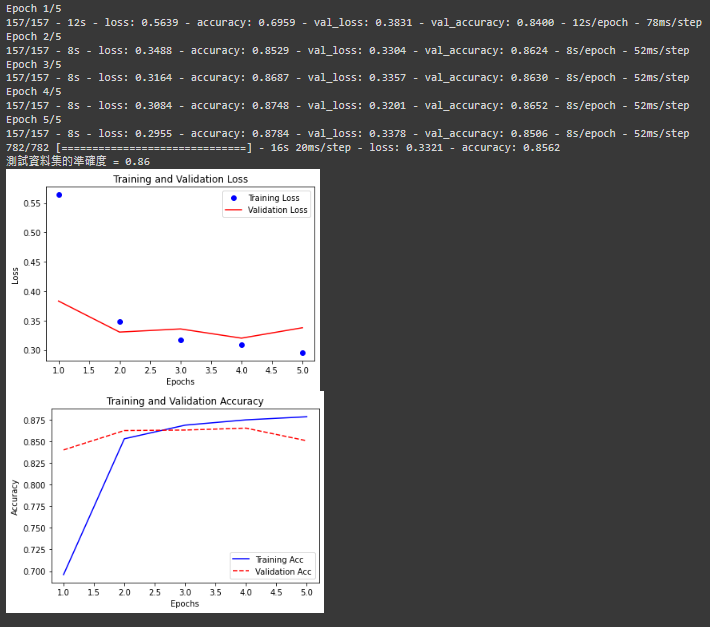 Epoch 1/5
157/157 - 12s - loss: 0.5639 - accuracy: 0.6959 - val_loss: 0.3831 - val_accuracy: 0.8400 - 12s/epoch - 78ms/step
Epoch 2/5
157/157 - 8s - loss: 0.3488 - accuracy: 0.8529 - val_loss: 0.3304 - val_accuracy: 0.8624 - 8s/epoch - 52ms/step
Epoch 3/5
157/157 - 8s - loss: 0.3164 - accuracy: 0.8687 - val_loss: 0.3357 - val_accuracy: 0.8630 - 8s/epoch - 52ms/step
Epoch 4/5
157/157 - 8s - loss: 0.3084 - accuracy: 0.8748 - val_loss: 0.3201 - val_accuracy: 0.8652 - 8s/epoch - 52ms/step
Epoch 5/5
157/157 - 8s - loss: 0.2955 - accuracy: 0.8784 - val_loss: 0.3378 - val_accuracy: 0.8506 - 8s/epoch - 52ms/step
782/782 [==============================] - 16s 20ms/step - loss: 0.3321 - accuracy: 0.8562
測試資料集的準確度 = 0.86
Training and Validation Loss
Training Loss
Validation Loss
0.55
0.50
0.45
0.40
0.35
0.30
Loss
1.0 1.5 2.0 2.5 3.0 3.5 4.0 4.5 5.0
Epochs
Training and Validation Accuracy
0.875
0.850
0.825
0.800
0.775
0.750
0.725
0.700
Accuracy
Training Acc
Validation Acc
1.0 1.5 2.0 2.5 3.0 3.5 4.0 4.5 5.0
Epochs